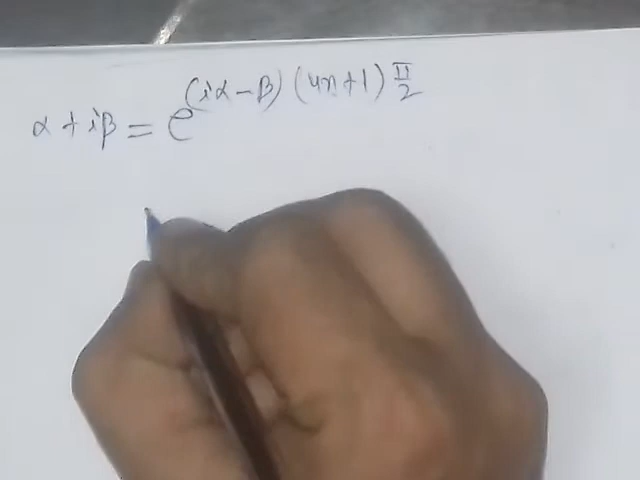 α + iβ = e^{(iα - β)(4n+1) π/2}